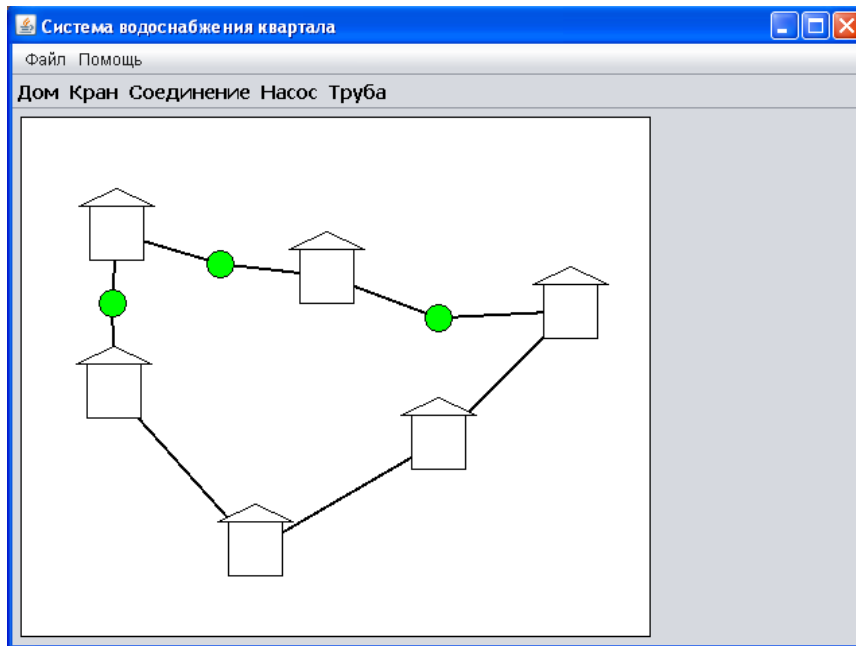 Система водоснабжения квартала
Файл Помощь
Дом Кран Соединение Насос Труба